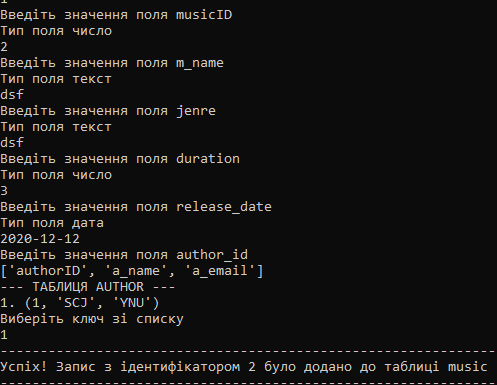 1
Введіть значення поля musicID
Тип поля число
2
Введіть значення поля m_name
Тип поля текст
dsf
Введіть значення поля jenre
Тип поля текст
dsf
Введіть значення поля duration
Тип поля число
3
Введіть значення поля release_date
Тип поля дата
2020-12-12
Введіть значення поля author_id
['authorID', 'a_name', 'a_email']
--- ТАБЛИЦЯ AUTHOR ---
1. (1, 'SCJ', 'YNU')
Виберіть ключ зі списку
1
--------------------------------------------------------------
Успіх! Запис з ідентифікатором 2 було додано до таблиці music
--------------------------------------------------------------